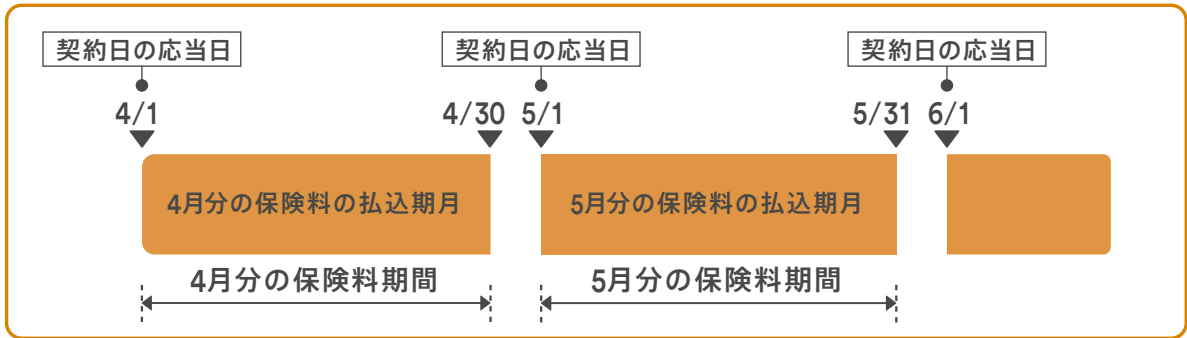 契約日の応当日 契約日の応当日 契約日の応当日
4/1 4/30 5/1 5/31 6/1
4月分の保険料の払込期月 5月分の保険料の払込期月
4月分の保険料期間 5月分の保険料期間